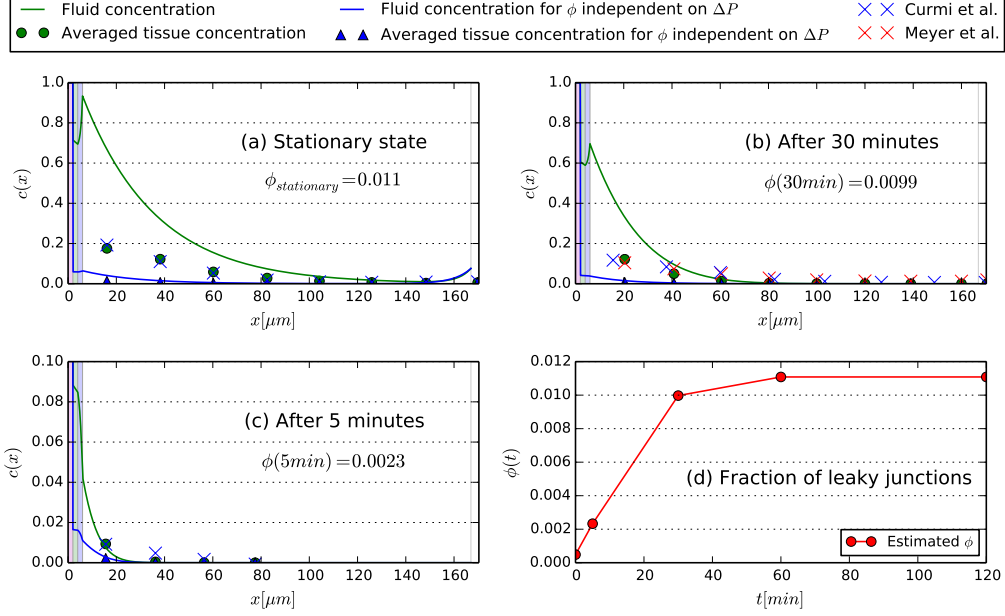 Fluid concentration
Averaged tissue concentration
Fluid concentration for ϕ independent on ΔP
Averaged tissue concentration for ϕ independent on ΔP
Curmi et al.
Meyer et al.
(a) Stationary state
ϕstationary=0.011
c(x)
1.0
0.8
0.6
0.4
0.2
0.0
0 20 40 60 80 100 120 140 160
x[μm]
(b) After 30 minutes
ϕ(30min)=0.0099
c(x)
1.0
0.8
0.6
0.4
0.2
0.0
0 20 40 60 80 100 120 140 160
x[μm]
(c) After 5 minutes
ϕ(5min)=0.0023
c(x)
0.10
0.08
0.06
0.04
0.02
0.00
0 20 40 60 80 100 120 140 160
x[μm]
(d) Fraction of leaky junctions
ϕ(t)
0.012
0.010
0.008
0.006
0.004
0.002
0.000
0 20 40 60 80 100 120
t[min]
Estimated ϕ